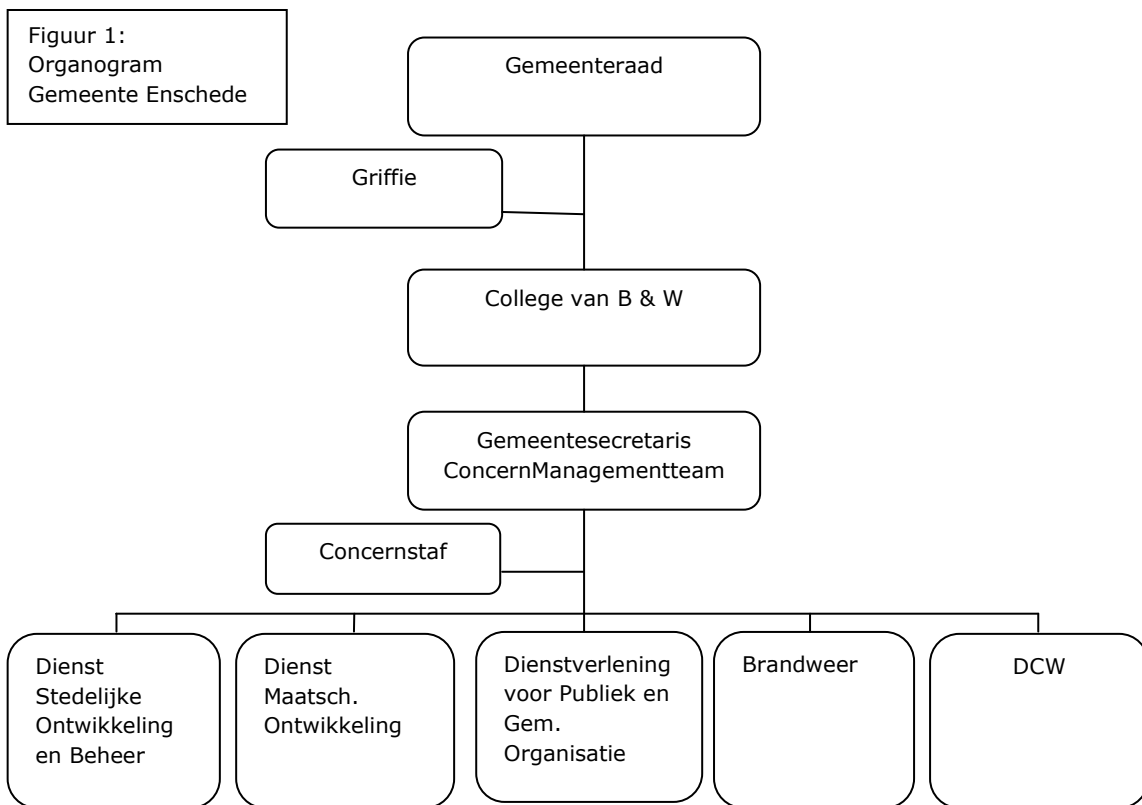 Figuur 1:
Organogram
Gemeente Enschede
Gemeenteraad
Griffie
College van B & W
Gemeentesecretaris
ConcernManagementteam
Concernstaf
Dienst
Stedelijke
Ontwikkeling
en Beheer
Dienst
Maatsch.
Ontwikkeling
Dienstverlening
voor Publiek en
Gem.
Organisatie
Brandweer
DCW